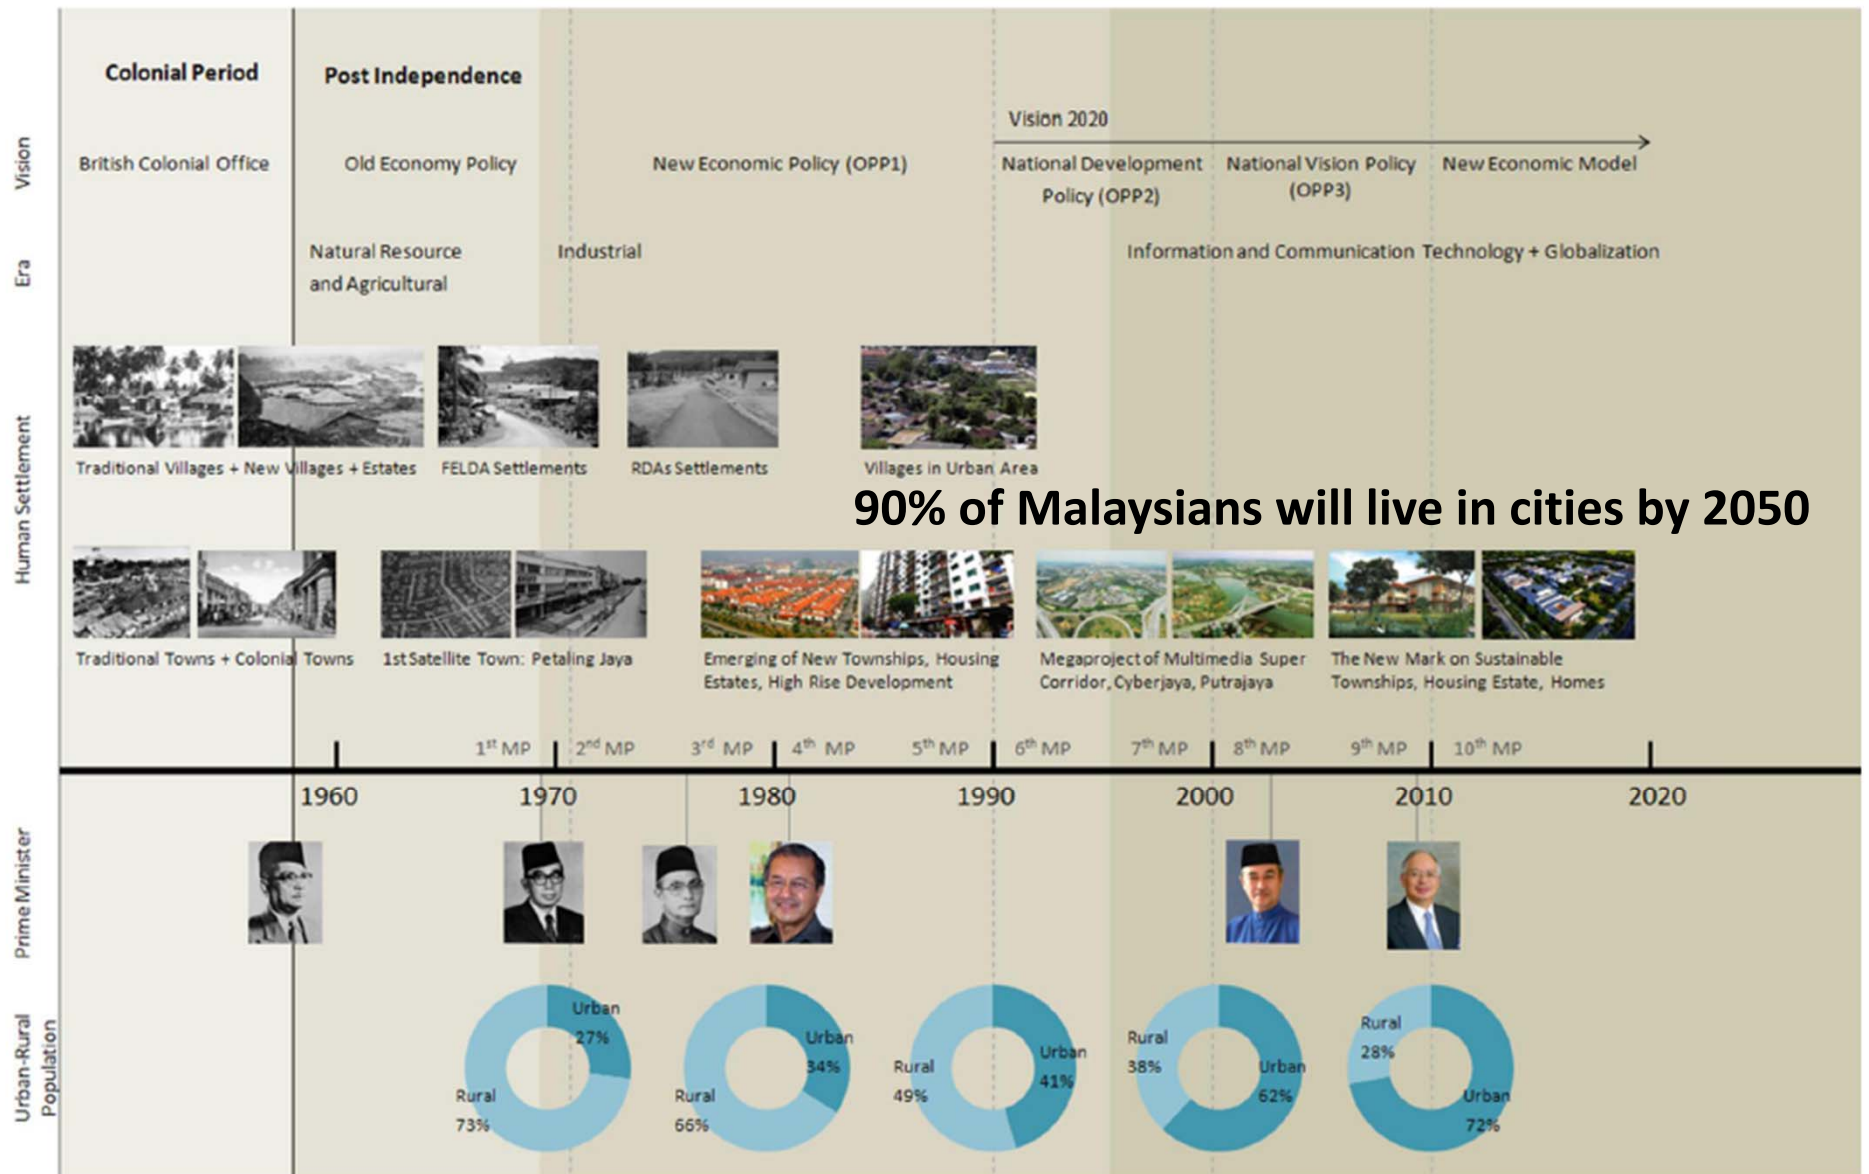 Colonial Period
Post Independence
Vision 2020
Vision
British Colonial Office
Old Economy Policy
New Economic Policy (OPP1)
National Development
Policy (OPP2)
National Vision Policy
(OPP3)
New Economic Model
Era
Natural Resource
and Agricultural
Industrial
Information and Communication Technology + Globalization
Human Settlement
Traditional Villages + New Villages + Estates
FELDA Settlements
RDAs Settlements
Villages in Urban Area
90% of Malaysians will live in cities by 2050
Traditional Towns + Colonial Towns
1st Satellite Town: Petaling Jaya
Emerging of New Townships, Housing
Estates, High Rise Development
Megaproject of Multimedia Super
Corridor, Cyberjaya, Putrajaya
The New Mark on Sustainable
Townships, Housing Estate, Homes
1st MP
2nd MP
3rd MP
4th MP
5th MP
6th MP
7th MP
8th MP
9th MP
10th MP
1960
1970
1980
1990
2000
2010
2020
Prime Minister
Urban-Rural
Population
Urban
27%
Rural
73%
Urban
34%
Rural
66%
Urban
41%
Rural
49%
Rural
38%
Urban
62%
Rural
28%
Urban
72%